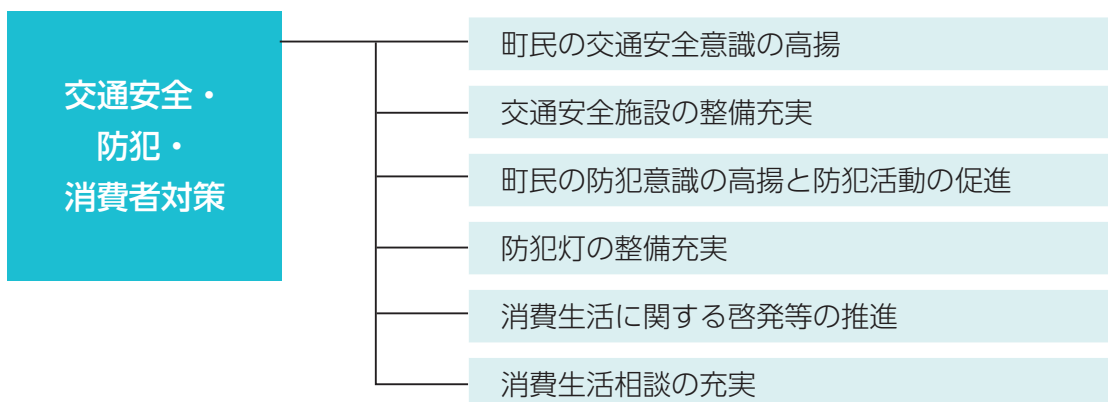 交通安全・
防犯・
消費者対策
町民の交通安全意識の高揚
交通安全施設の整備充実
町民の防犯意識の高揚と防犯活動の促進
防犯灯の整備充実
消費生活に関する啓発等の推進
消費生活相談の充実